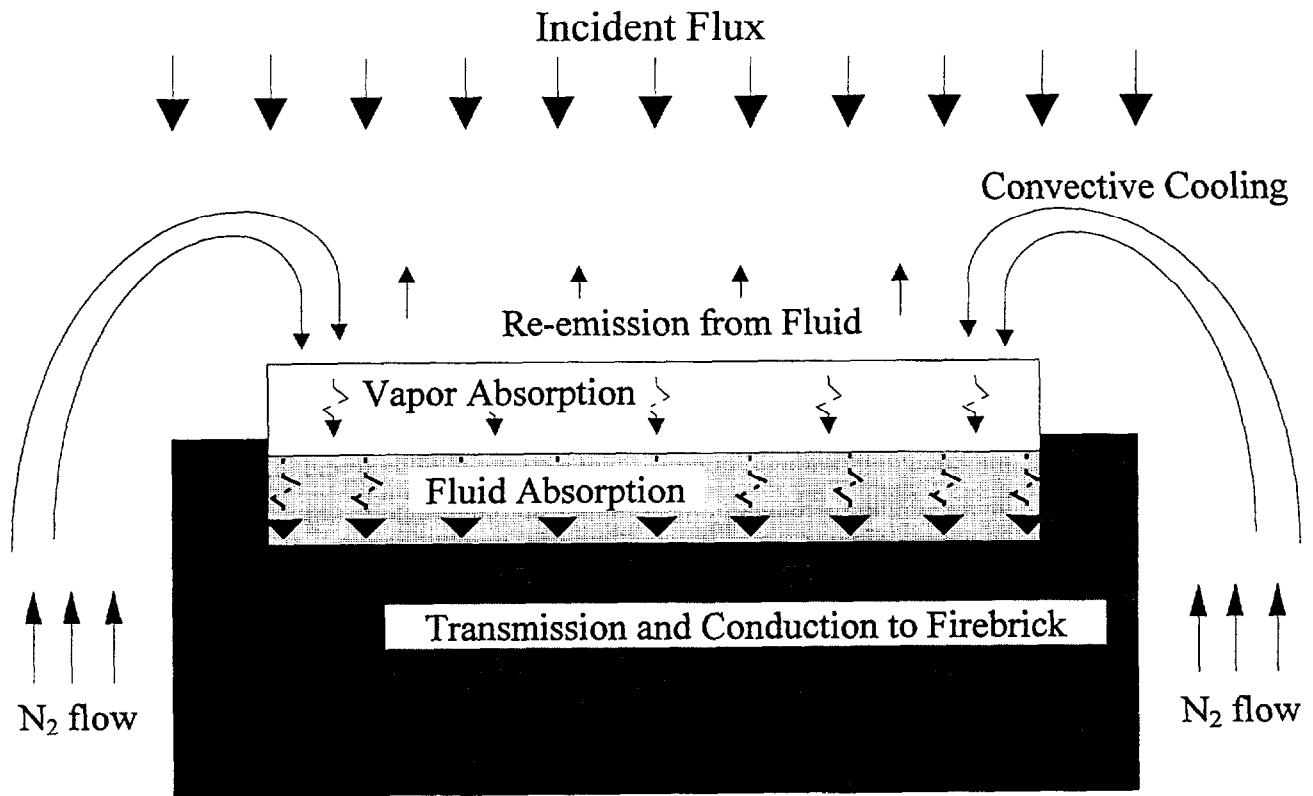 Incident Flux
Convective Cooling
Re-emission from Fluid
Vapor Absorption
Fluid Absorption
Transmission and Conduction to Firebrick
N₂ flow
N₂ flow